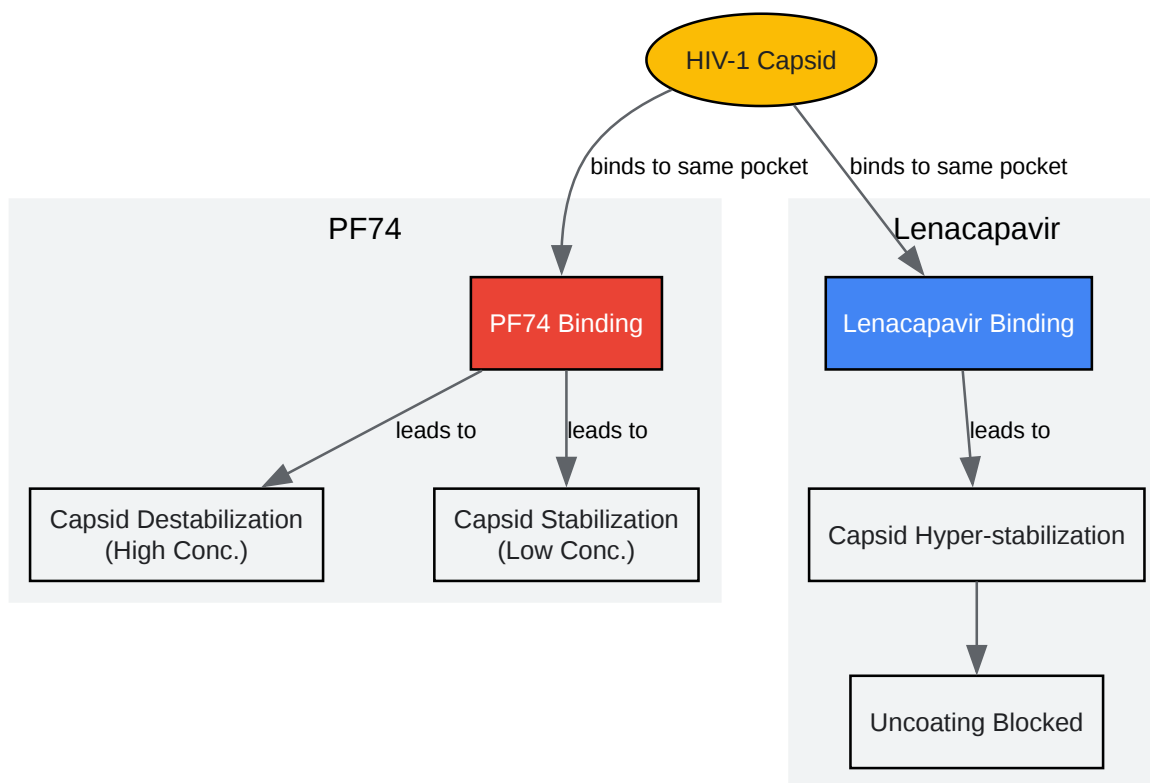 HIV-1 Capsid
binds to same pocket
binds to same pocket
PF74
Lenacapavir
PF74 Binding
Lenacapavir Binding
leads to
leads to
leads to
Capsid Destabilization
(High Conc.)
Capsid Stabilization
(Low Conc.)
Capsid Hyper-stabilization
Uncoating Blocked